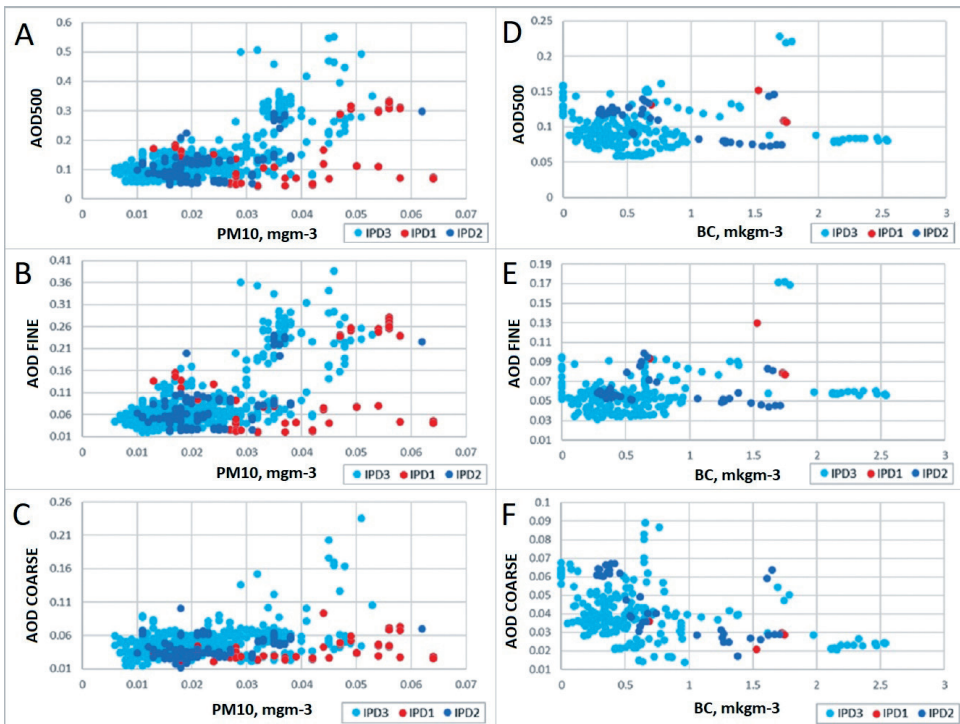 A
AOD500
0.6
0.5
0.4
0.3
0.2
0.1
0
0 0.01 0.02 0.03 0.04 0.05 0.06 0.07
PM10, mgm-3
IPD3 IPD1 IPD2
D
AOD500
0.25
0.2
0.15
0.1
0.05
0
0 0.5 1 1.5 2 2.5 3
BC, mkgm-3
IPD3 IPD1 IPD2
B
AOD FINE
0.41
0.36
0.31
0.26
0.21
0.16
0.11
0.06
0.01
0 0.01 0.02 0.03 0.04 0.05 0.06 0.07
PM10, mgm-3
IPD3 IPD1 IPD2
E
AOD FINE
0.19
0.17
0.15
0.13
0.11
0.09
0.07
0.05
0.03
0.01
0 0.5 1 1.5 2 2.5 3
BC, mkgm-3
IPD3 IPD1 IPD2
C
AOD COARSE
0.26
0.21
0.16
0.11
0.06
0.01
0 0.01 0.02 0.03 0.04 0.05 0.06 0.07
PM10, mgm-3
IPD3 IPD1 IPD2
F
AOD COARSE
0.1
0.09
0.08
0.07
0.06
0.05
0.04
0.03
0.02
0.01
0 0.5 1 1.5 2 2.5 3
BC, mkgm-3
IPD3 IPD1 IPD2